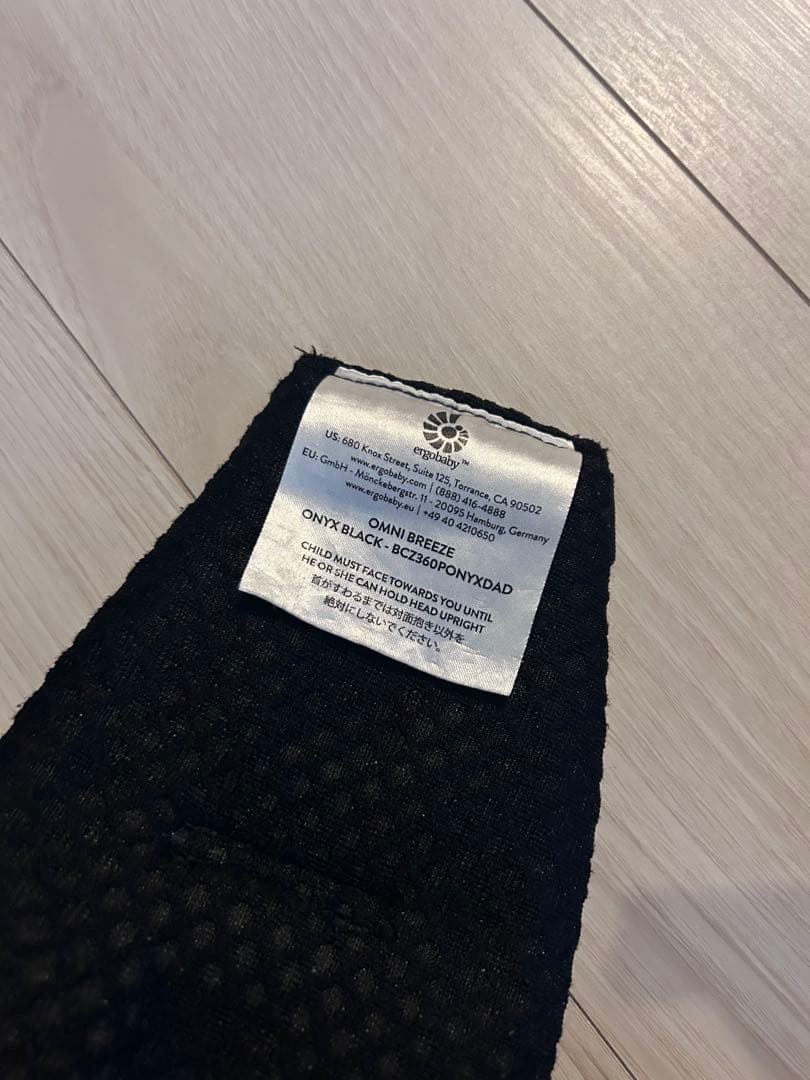 ergobaby™
US: 680 Knox Street, Suite 125, Torrance, CA 90502
www.ergobaby.com | (888) 416-4888
EU: GmbH - Mönckebergstr. 11 - 20095 Hamburg, Germany
www.ergobaby.eu | +49 40 4210650
OMNI BREEZE
ONYX BLACK - BCZ360PONYXDAD
CHILD MUST FACE TOWARDS YOU UNTIL
HE OR SHE CAN HOLD HEAD UPRIGHT
首がすわるまでは対面抱き以外を
絶対にしないでください。